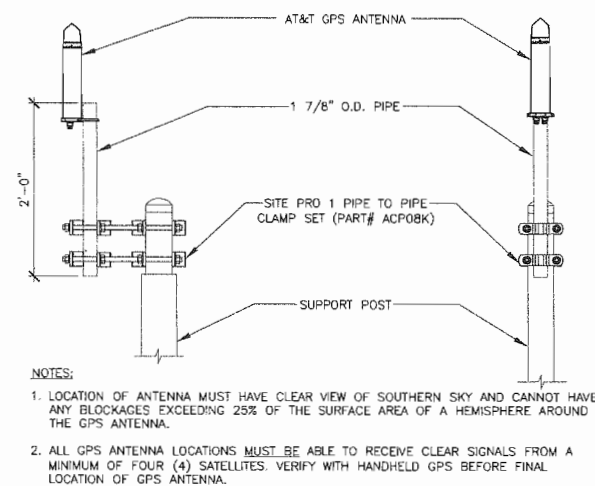 AT&T GPS ANTENNA
1 7/8" O.D. PIPE
2'-0"
SITE PRO 1 PIPE TO PIPE
CLAMP SET (PART# ACP08K)
SUPPORT POST
NOTES:
1. LOCATION OF ANTENNA MUST HAVE CLEAR VIEW OF SOUTHERN SKY AND CANNOT HAVE
ANY BLOCKAGES EXCEEDING 25% OF THE SURFACE AREA OF A HEMISPHERE AROUND
THE GPS ANTENNA.
2. ALL GPS ANTENNA LOCATIONS MUST BE ABLE TO RECEIVE CLEAR SIGNALS FROM A
MINIMUM OF FOUR (4) SATELLITES. VERIFY WITH HANDHELD GPS BEFORE FINAL
LOCATION OF GPS ANTENNA.